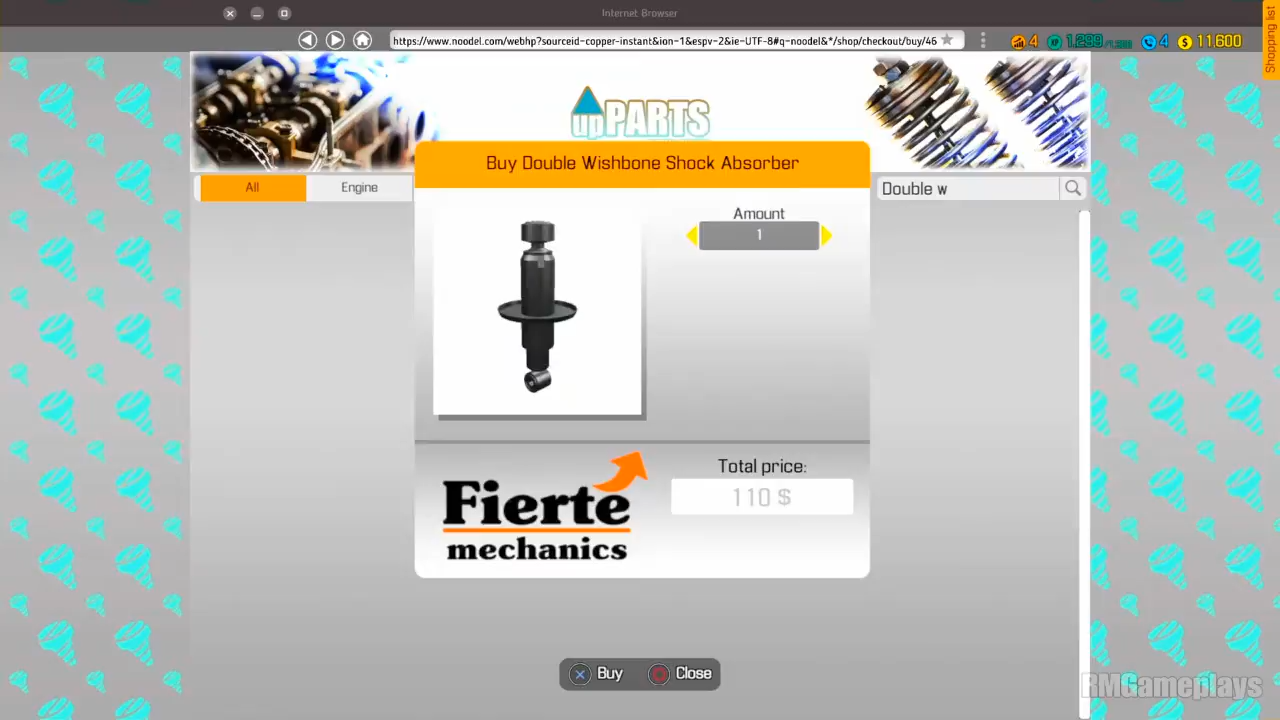 Internet Browser
https://www.noodel.com/webhp?sourceid-copper-instant&ion-1&espv-2&ie-UTF-8#q-noodel&*/shop/checkout/buy/46
4
1,299
4
$ 11,600
Shopping list
upPARTS
Buy Double Wishbone Shock Absorber
All
Engine
Double w
Amount
1
Total price:
110 $
Fierte
mechanics
Buy
Close
RMGameplays